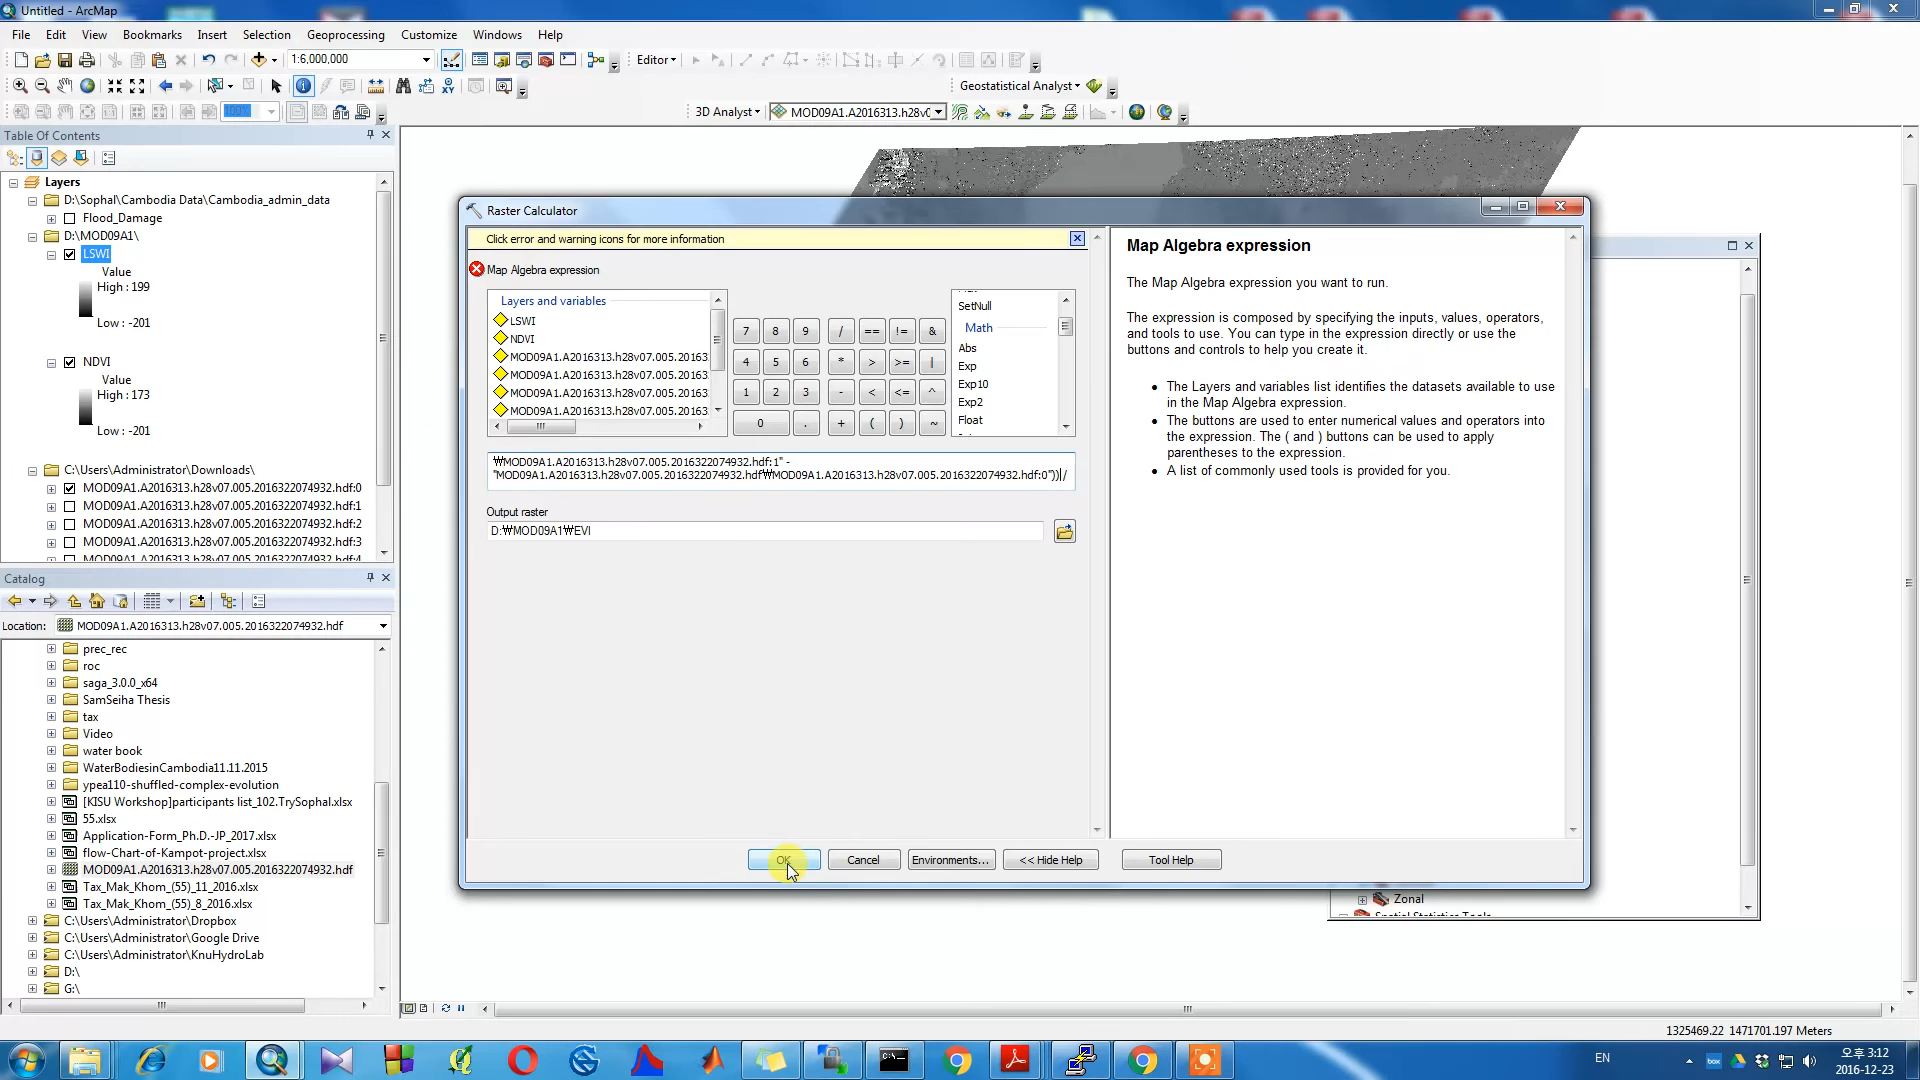 Untitled - ArcMap
File Edit View Bookmarks Insert Selection Geoprocessing Customize Windows Help
1:6,000,000
Editor
Geostatistical Analyst
100%
3D Analyst
MOD09A1.A2016313.h28v0
Table Of Contents
Layers
D:\Sophal\Cambodia Data\Cambodia_admin_data
Flood_Damage
D:\MOD09A1\
LSWI
Value
High : 199
Low : -201
NDVI
Value
High : 173
Low : -201
C:\Users\Administrator\Downloads\
MOD09A1.A2016313.h28v07.005.2016322074932.hdf:0
MOD09A1.A2016313.h28v07.005.2016322074932.hdf:1
MOD09A1.A2016313.h28v07.005.2016322074932.hdf:2
MOD09A1.A2016313.h28v07.005.2016322074932.hdf:3
MOD09A1.A2016313.h28v07.005.2016322074932.hdf:4
Catalog
Location: MOD09A1.A2016313.h28v07.005.2016322074932.hdf
prec_rec
roc
saga_3.0.0_x64
SamSeiha Thesis
tax
Video
water book
WaterBodiesinCambodia11.11.2015
ypea110-shuffled-complex-evolution
[KISU Workshop]participants list_102.TrySophal.xlsx
55.xlsx
Application-Form_Ph.D.-JP_2017.xlsx
flow-Chart-of-Kampot-project.xlsx
MOD09A1.A2016313.h28v07.005.2016322074932.hdf
Tax_Mak_Khom_(55)_11_2016.xlsx
Tax_Mak_Khom_(55)_8_2016.xlsx
C:\Users\Administrator\Dropbox
C:\Users\Administrator\Google Drive
C:\Users\Administrator\KnuHydroLab
D:\
G:\
Raster Calculator
Click error and warning icons for more information
Map Algebra expression
Layers and variables
LSWI
NDVI
MOD09A1.A2016313.h28v07.005.2016
MOD09A1.A2016313.h28v07.005.2016
MOD09A1.A2016313.h28v07.005.2016
MOD09A1.A2016313.h28v07.005.2016
7 8 9 / == != &
4 5 6 * > >= |
1 2 3 - < <= ^
0 . + ( ) ~
SetNull
Math
Abs
Exp
Exp10
Exp2
Float
₩MOD09A1.A2016313.h28v07.005.2016322074932.hdf:1" -
"MOD09A1.A2016313.h28v07.005.2016322074932.hdf₩MOD09A1.A2016313.h28v07.005.2016322074932.hdf:0"))/
Output raster
D:₩MOD09A1₩EVI
OK Cancel Environments... << Hide Help Tool Help
Map Algebra expression
The Map Algebra expression you want to run.
The expression is composed by specifying the inputs, values, operators,
and tools to use. You can type in the expression directly or use the
buttons and controls to help you create it.
• The Layers and variables list identifies the datasets available to use
in the Map Algebra expression.
• The buttons are used to enter numerical values and operators into
the expression. The ( and ) buttons can be used to apply
parentheses to the expression.
• A list of commonly used tools is provided for you.
Zonal
Spatial Statistics Tools
1325469.22 1471701.197 Meters
EN
box
오후 3:12
2016-12-23